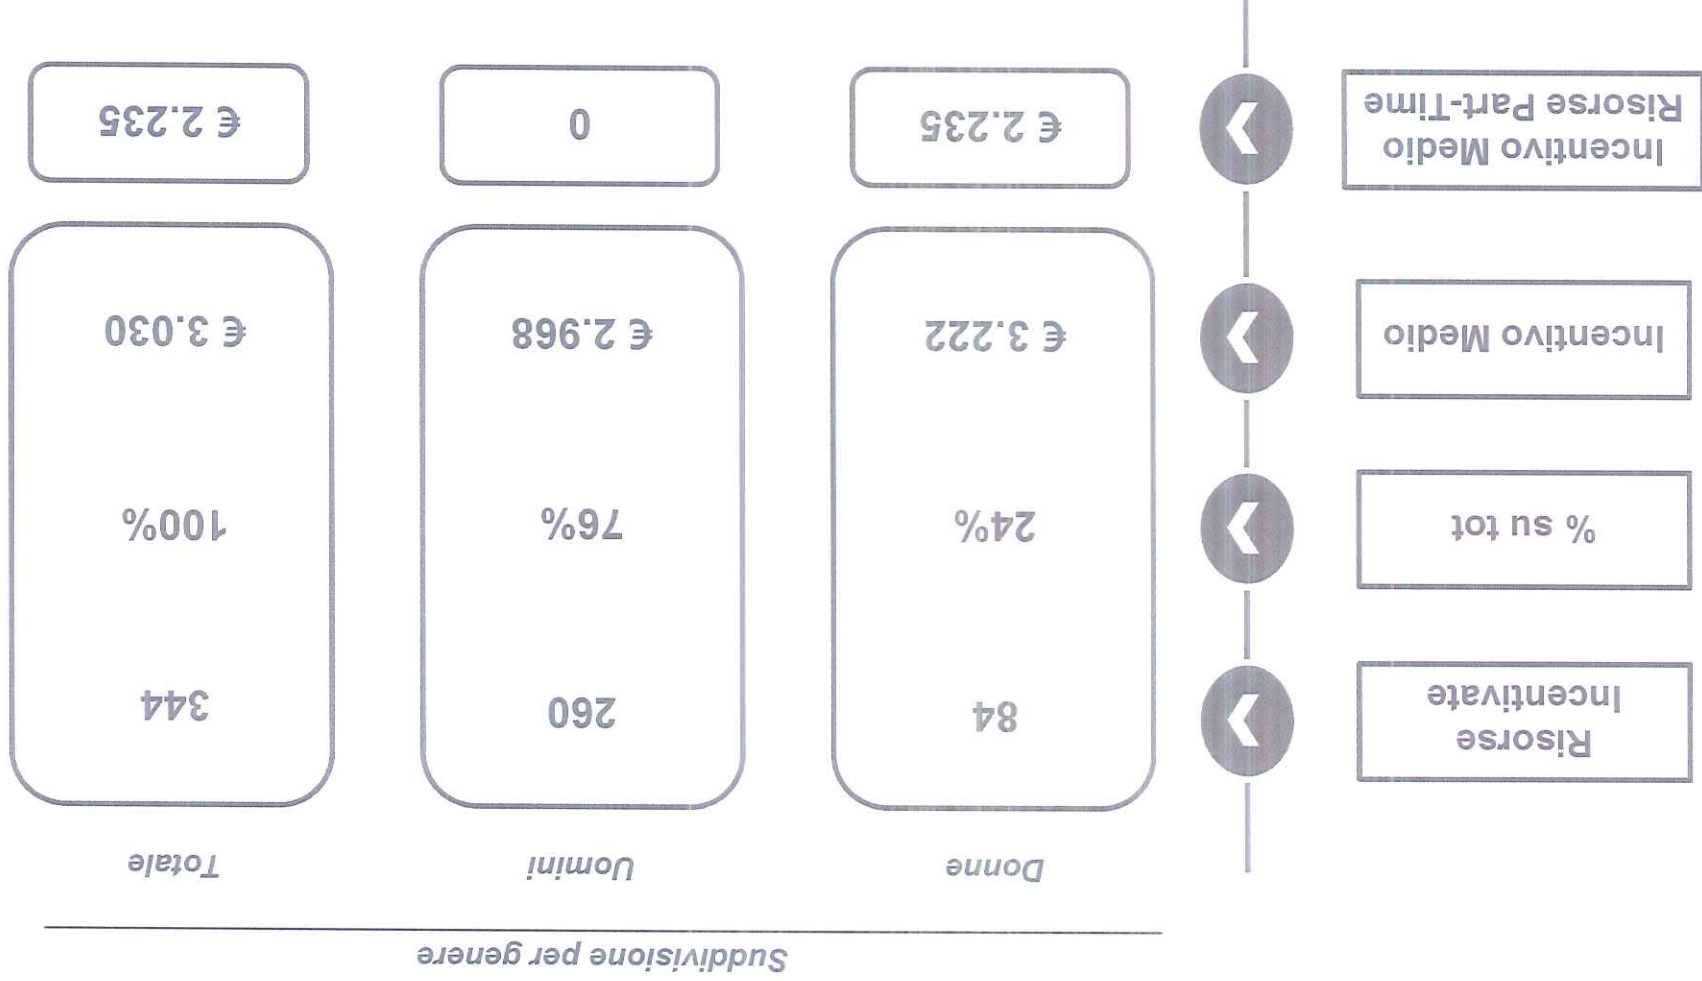 Suddivisione per genere
Donne Uomini Totale
Risorse
Incentivate
84 260 344
% su tot
24% 76% 100%
Incentivo Medio
€ 3.222 € 2.968 € 3.030
Incentivo Medio
Risorse Part-Time
€ 2.235 0 € 2.235